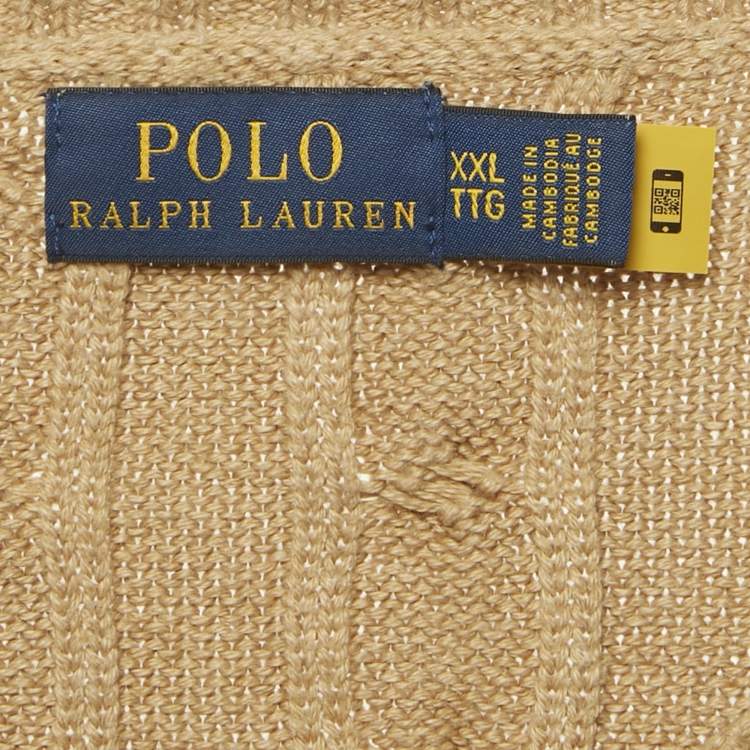 POLO
RALPH LAUREN
XXL
TTG
MADE IN
CAMBODIA
FABRIQUÉ AU
CAMBODGE